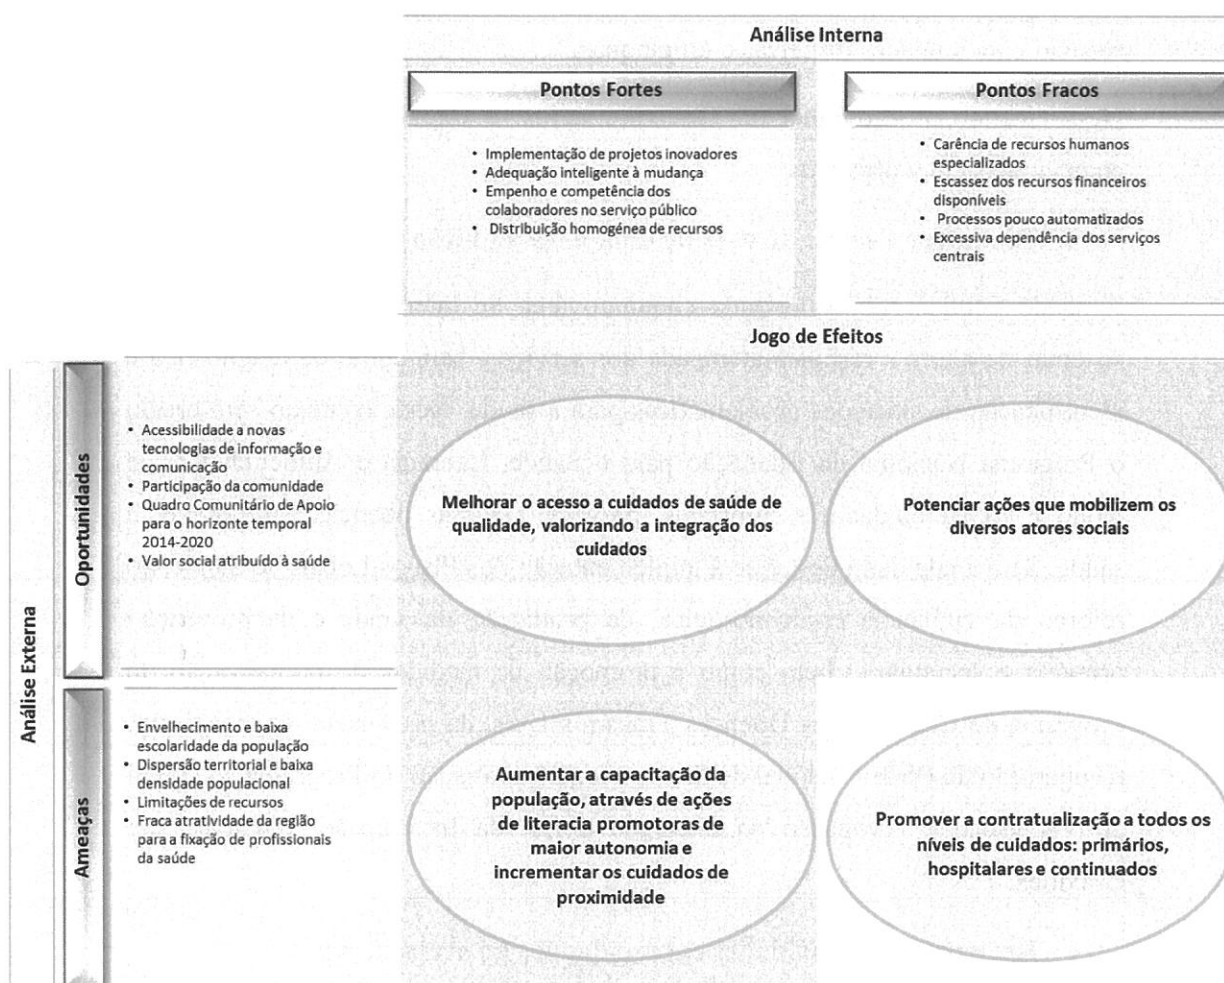 Análise Interna
Pontos Fortes
• Implementação de projetos inovadores
• Adequação inteligente à mudança
• Empenho e competência dos
colaboradores no serviço público
• Distribuição homogénea de recursos
Pontos Fracos
• Carência de recursos humanos
especializados
• Escassez dos recursos financeiros
disponíveis
• Processos pouco automatizados
• Excessiva dependência dos serviços
centrais
Jogo de Efeitos
Análise Externa
Oportunidades
• Acessibilidade a novas
tecnologias de informação e
comunicação
• Participação da comunidade
• Quadro Comunitário de Apoio
para o horizonte temporal
2014-2020
• Valor social atribuído à saúde
Melhorar o acesso a cuidados de saúde de
qualidade, valorizando a integração dos
cuidados
Potenciar ações que mobilizem os
diversos atores sociais
Ameaças
• Envelhecimento e baixa
escolaridade da população
• Dispersão territorial e baixa
densidade populacional
• Limitações de recursos
• Fraca atratividade da região
para a fixação de profissionais
da saúde
Aumentar a capacitação da
população, através de ações
de literacia promotoras de
maior autonomia e
incrementar os cuidados de
proximidade
Promover a contratualização a todos os
níveis de cuidados: primários,
hospitalares e continuados